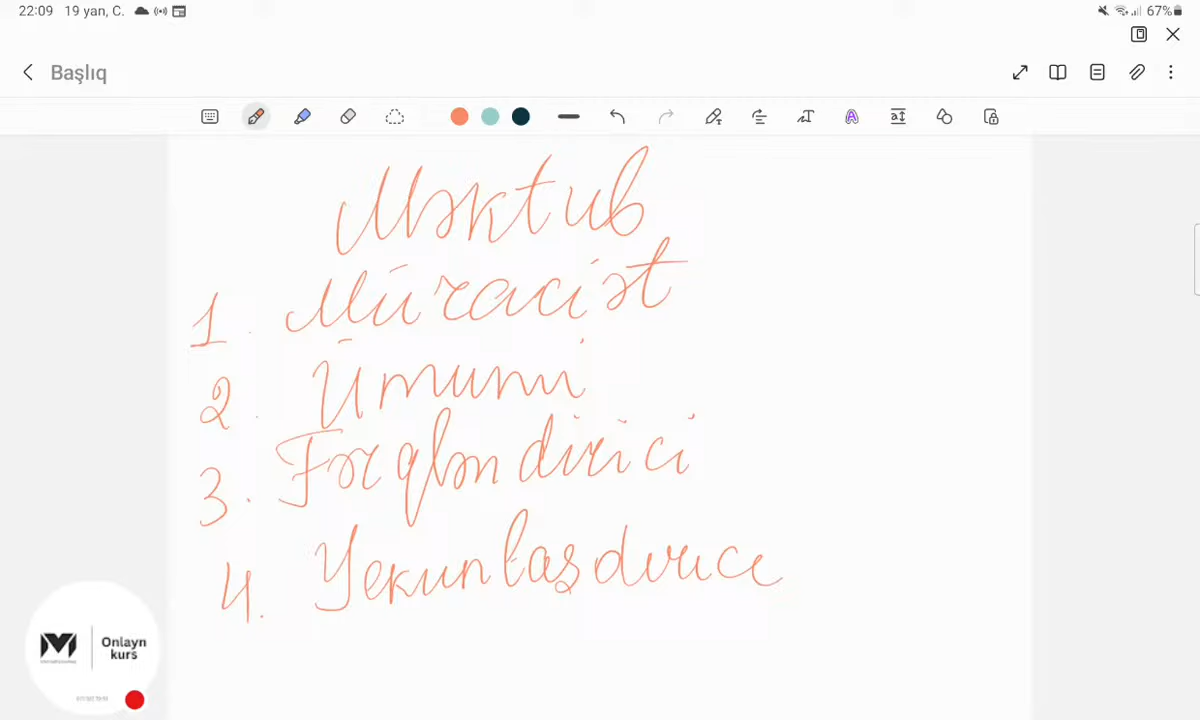 22:09 19 yan, C. 67%
Başlıq
Məktub
1. Müraciət
2. Ümumi
3. Fərqləndirici
4. Yekunlaşdırıcı
M Onlayn
kurs